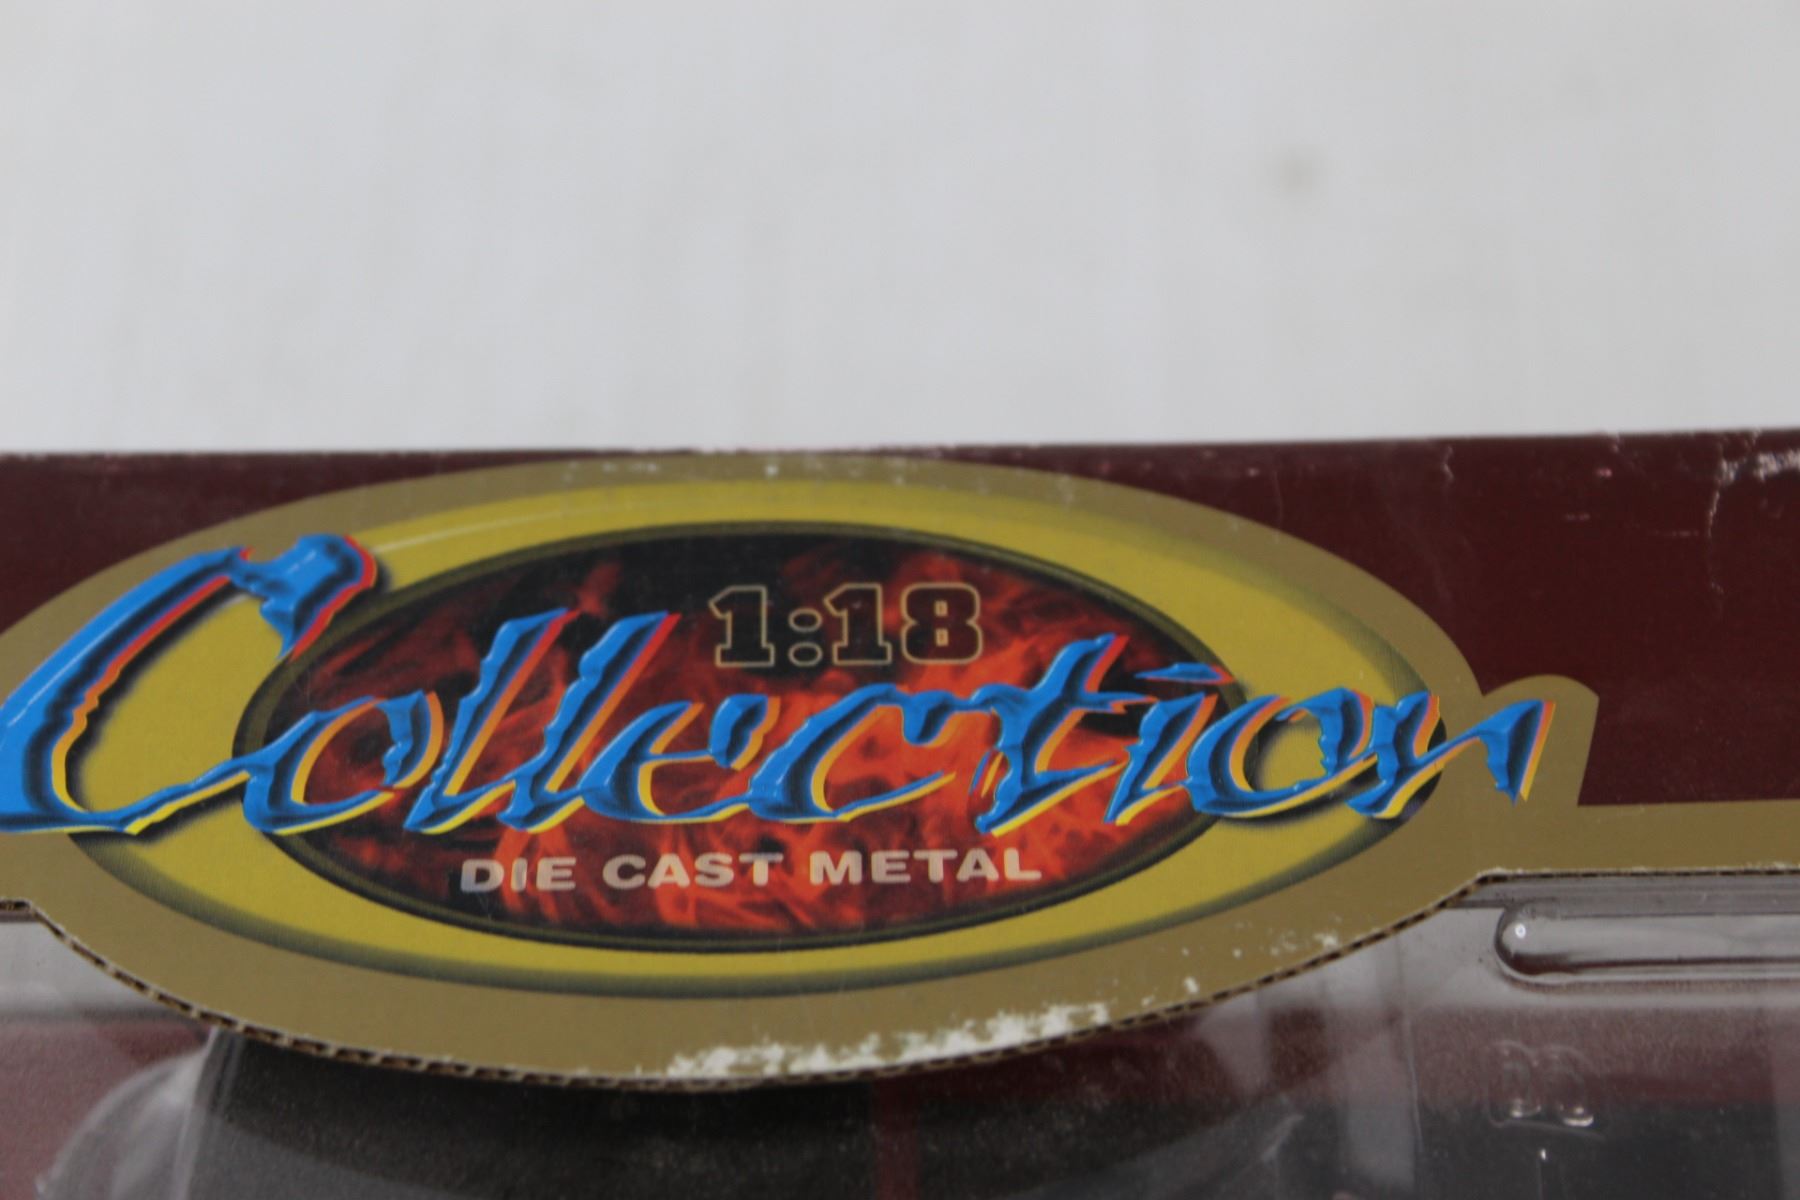 1:18
Collection
DIE CAST METAL